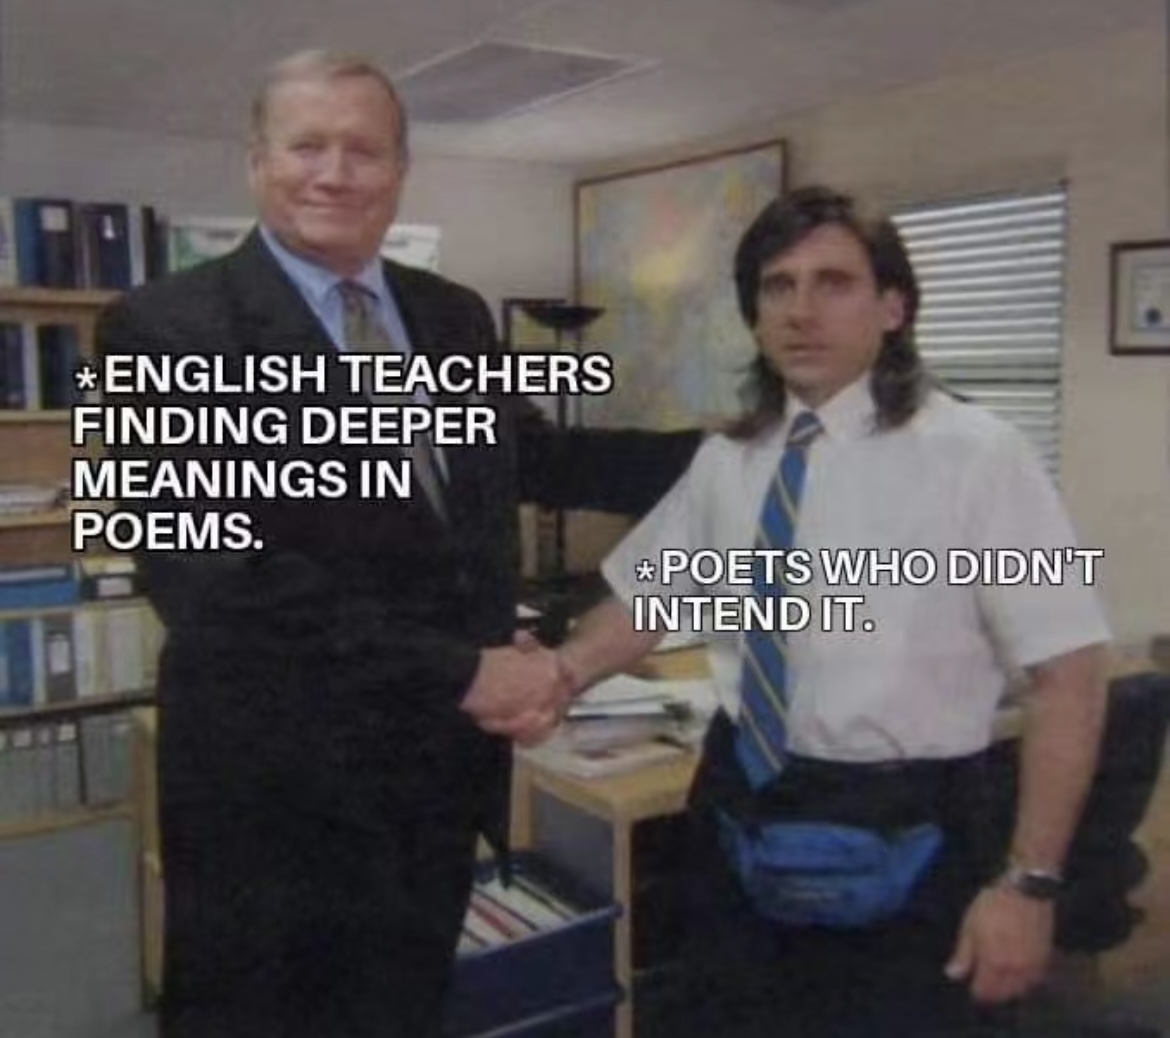 *ENGLISH TEACHERS
FINDING DEEPER
MEANINGS IN
POEMS.
*POETS WHO DIDN'T
INTEND IT.